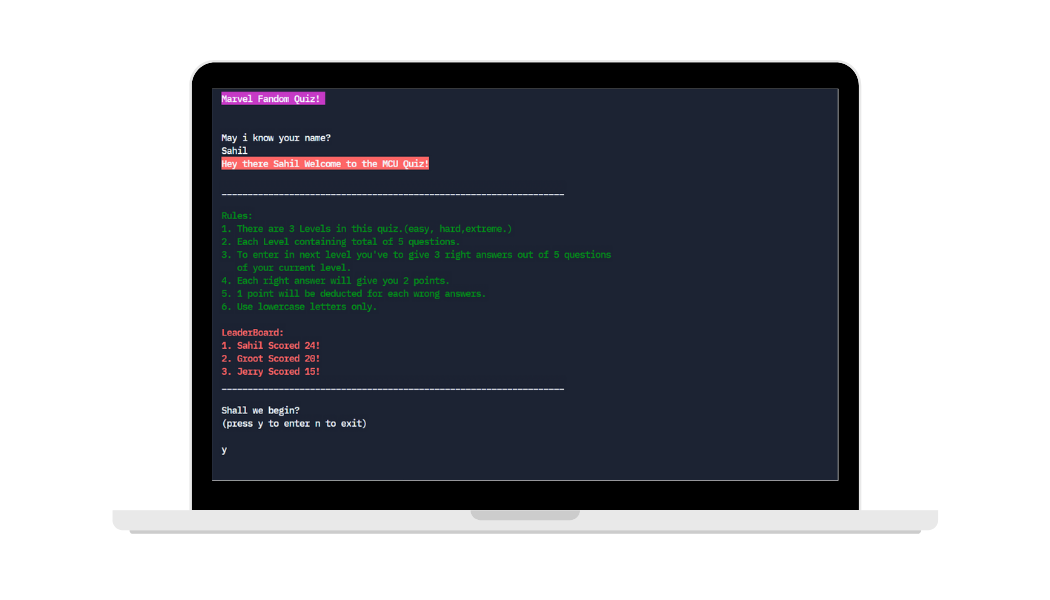 Marvel Fandom Quiz!
May i know your name?
Sahil
Hey there Sahil Welcome to the MCU Quiz!
Rules:
1. There are 3 Levels in this quiz.(easy, hard,extreme.)
2. Each Level containing total of 5 questions.
3. To enter in next level you've to give 3 right answers out of 5 questions
of your current level.
4. Each right answer will give you 2 points.
5. 1 point will be deducted for each wrong answers.
6. Use lowercase letters only.
LeaderBoard:
1. Sahil Scored 24!
2. Groot Scored 20!
3. Jerry Scored 15!
Shall we begin?
(press y to enter n to exit)
y